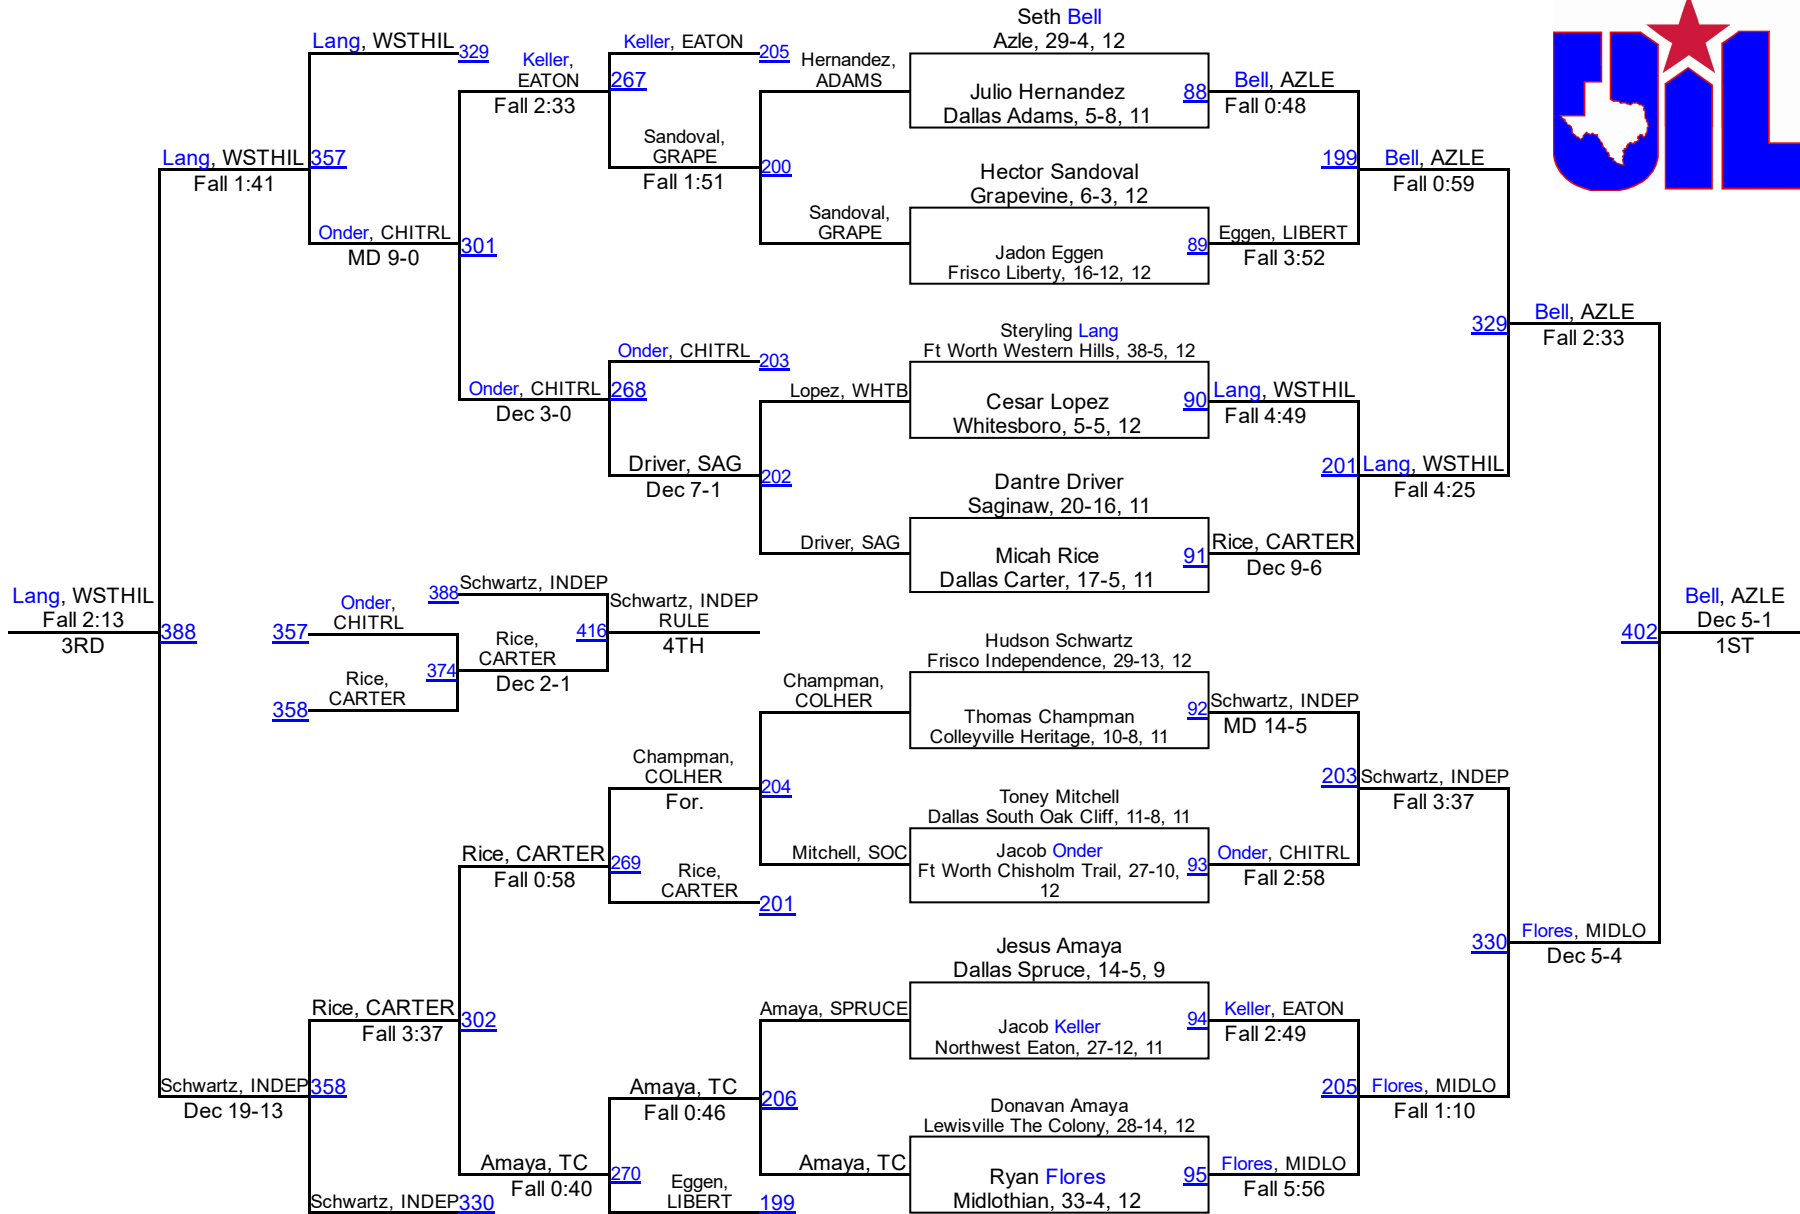 UIL
Lang, WSTHIL
329
357
Lang, WSTHIL
Fall 1:41
Onder, CHITRL
MD 9-0
Keller,
EATON
Fall 2:33
301
Keller, EATON
205
267
Sandoval,
GRAPE
Fall 1:51
200
Hernandez,
ADAMS
Sandoval,
GRAPE
Seth Bell
Azle, 29-4, 12
Julio Hernandez
Dallas Adams, 5-8, 11
88
Bell, AZLE
Fall 0:48
Hector Sandoval
Grapevine, 6-3, 12
Jadon Eggen
Frisco Liberty, 16-12, 12
89
Eggen, LIBERT
Fall 3:52
199
Bell, AZLE
Fall 0:59
Onder, CHITRL
203
Onder, CHITRL
Dec 3-0
268
Driver, SAG
Dec 7-1
202
Lopez, WHTB
Driver, SAG
Steryling Lang
Ft Worth Western Hills, 38-5, 12
Cesar Lopez
Whitesboro, 5-5, 12
90
Lang, WSTHIL
Fall 4:49
Dantre Driver
Saginaw, 20-16, 11
Micah Rice
Dallas Carter, 17-5, 11
91
Rice, CARTER
Dec 9-6
201
Lang, WSTHIL
Fall 4:25
329
Bell, AZLE
Fall 2:33
Lang, WSTHIL
Fall 2:13
3RD
388
388
Schwartz, INDEP
357
Onder,
CHITRL
358
Rice,
CARTER
374
Rice,
CARTER
Dec 2-1
416
Schwartz, INDEP
RULE
4TH
402
Bell, AZLE
Dec 5-1
1ST
Hudson Schwartz
Frisco Independence, 29-13, 12
Thomas Champman
Colleyville Heritage, 10-8, 11
92
Schwartz, INDEP
MD 14-5
Champman,
COLHER
Champman,
COLHER
For.
204
Mitchell, SOC
Toney Mitchell
Dallas South Oak Cliff, 11-8, 11
Jacob Onder
Ft Worth Chisholm Trail, 27-10,
12
93
Onder, CHITRL
Fall 2:58
203
Schwartz, INDEP
Fall 3:37
Rice, CARTER
Fall 0:58
269
Rice,
CARTER
201
330
Flores, MIDLO
Dec 5-4
Jesus Amaya
Dallas Spruce, 14-5, 9
Jacob Keller
Northwest Eaton, 27-12, 11
94
Keller, EATON
Fall 2:49
Amaya, SPRUCE
Rice, CARTER
Fall 3:37
302
Amaya, TC
Fall 0:46
206
Donavan Amaya
Lewisville The Colony, 28-14, 12
Ryan Flores
Midlothian, 33-4, 12
95
Flores, MIDLO
Fall 5:56
205
Flores, MIDLO
Fall 1:10
Schwartz, INDEP
Dec 19-13
358
Amaya, TC
Fall 0:40
270
Amaya, TC
Eggen,
LIBERT
199
Schwartz, INDEP
330